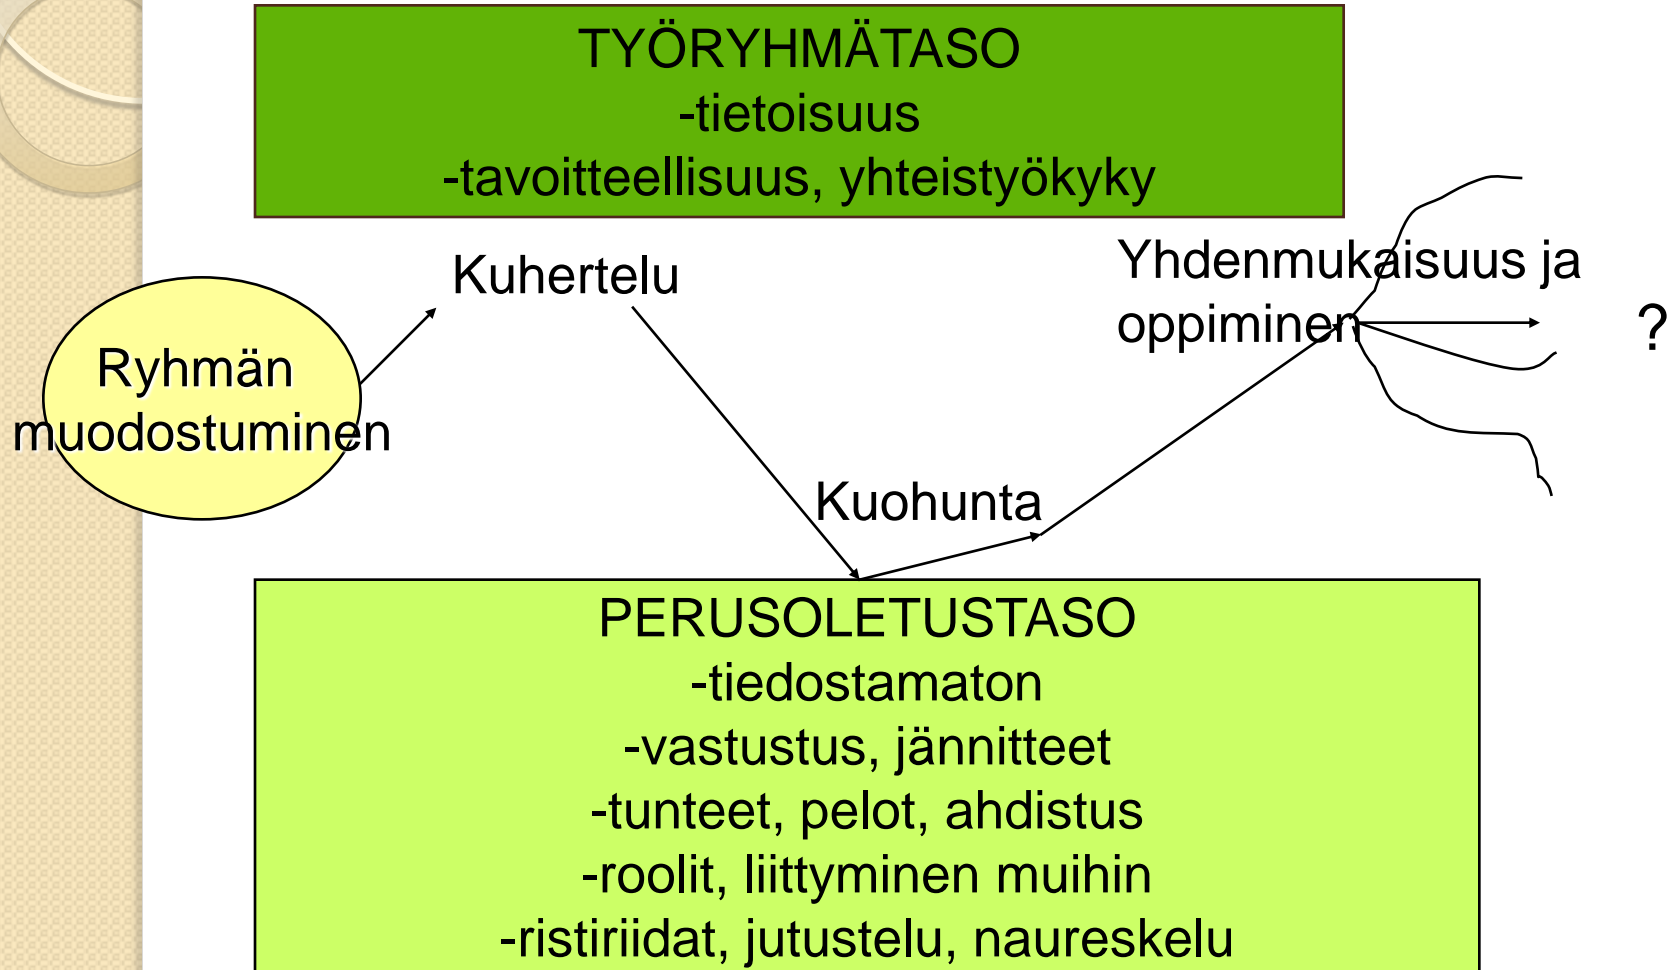 TYÖRYHMÄTASO
-tietoisuus
-tavoitteellisuus, yhteistyökyky
Kuhertelu
Yhdenmukaisuus ja
oppiminen
?
Ryhmän
muodostuminen
Kuohunta
PERUSOLETUSTASO
-tiedostamaton
-vastustus, jännitteet
-tunteet, pelot, ahdistus
-roolit, liittyminen muihin
-ristiriidat, jutustelu, naureskelu